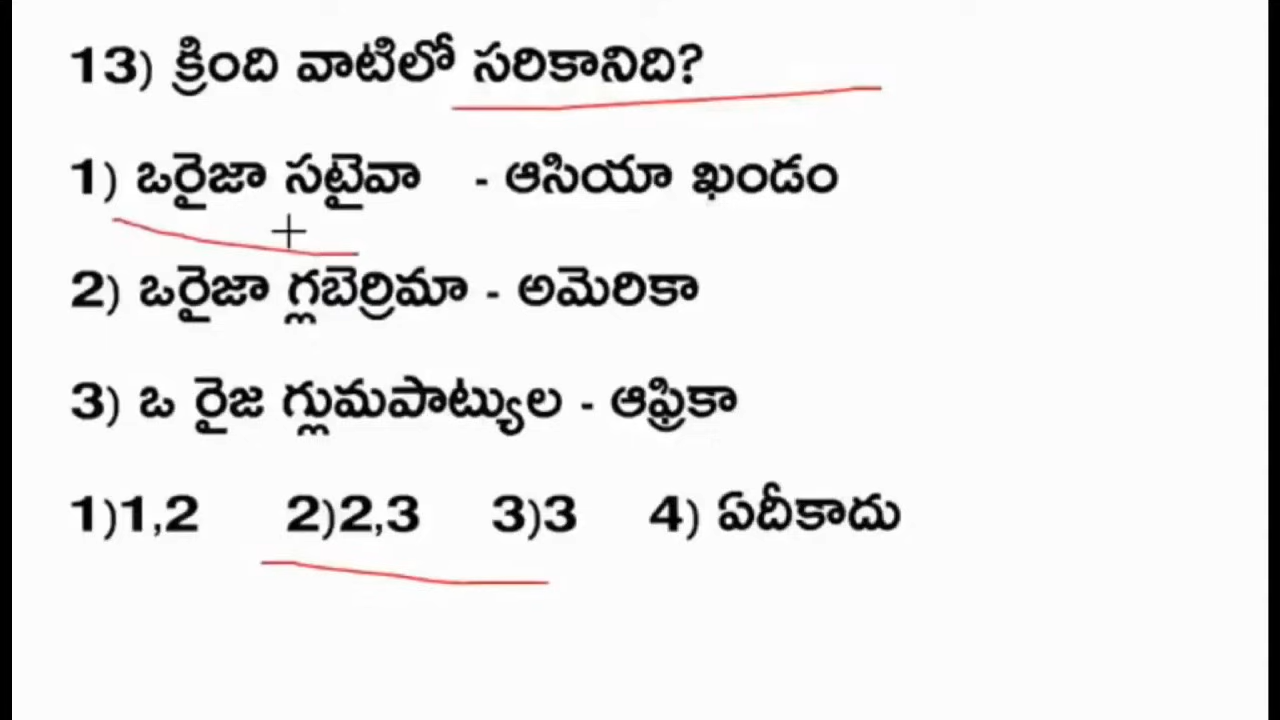 13) క్రింది వాటిలో సరికానిది?
1) ఒరైజా సటైవా - ఆసియా ఖండం
2) ఒరైజా గ్లబెర్రిమా - అమెరికా
3) ఒ రైజ గ్లుమపాట్యుల - ఆఫ్రికా
1)1,2 2)2,3 3)3 4) ఏదీకాదు